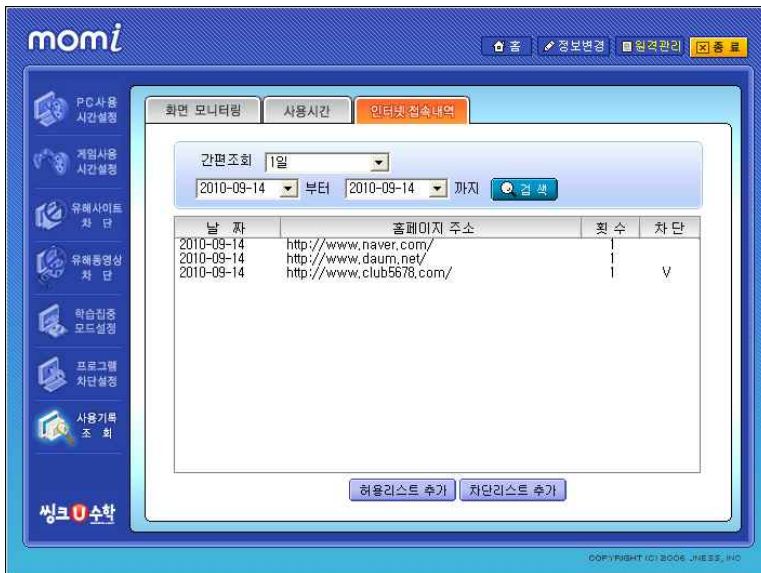 momi
홈 정보변경 원격관리 종 료
PC사용
시간설정
게임사용
시간설정
유해사이트
차 단
유해동영상
차 단
학습집중
모드설정
프로그램
차단설정
사용기록
조 회
씽크U수학
화면 모니터링 사용시간 인터넷 접속내역
간편조회 1일
2010-09-14 부터 2010-09-14 까지 검 색
날 짜 홈페이지 주소 횟 수 차 단
2010-09-14 http://www.naver.com/ 1
2010-09-14 http://www.daum.net/ 1
2010-09-14 http://www.club5678.com/ 1 V
허용리스트 추가 차단리스트 추가
COPYRIGHT (C) 2006 JNESS, INC